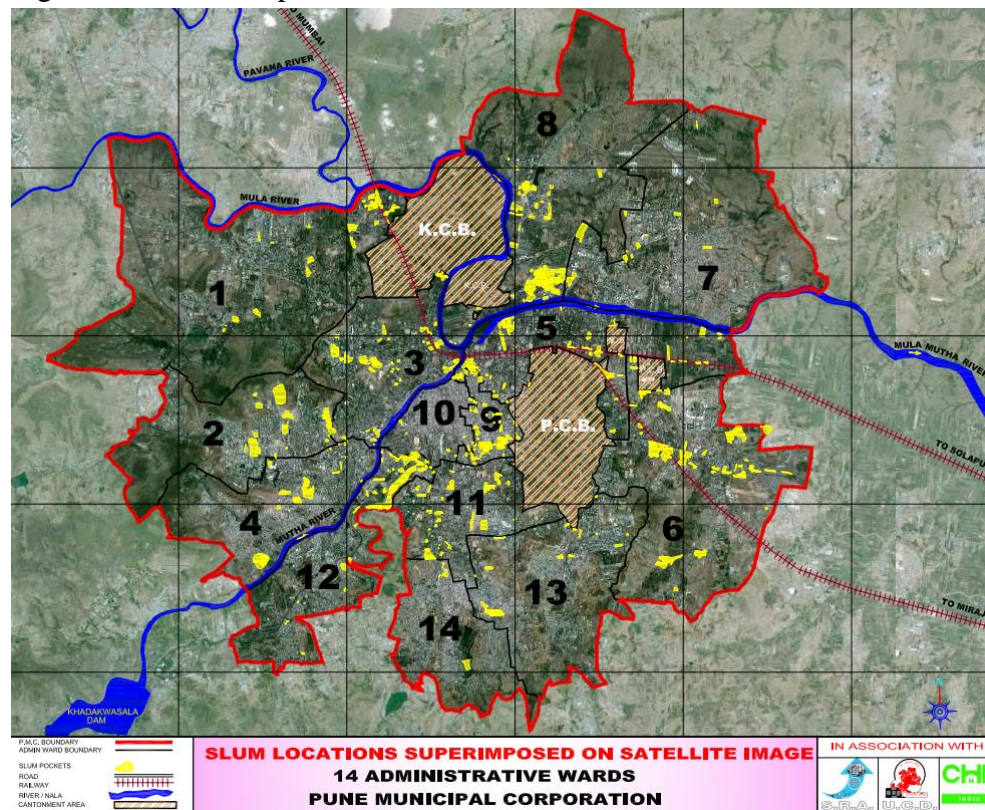 TO MUMBAI
PAVANA RIVER
8
MULA RIVER
K.C.B.
K.C.B.
1
7
5
MULA MUTHA RIVER
3
10
9
P.C.B.
2
TO SOLAPU
11
4
MUTHA RIVER
6
12
13
TO MIRAJ
14
KHADAKWASALA
DAM
P.M.C. BOUNDARY
ADMIN WARD BOUNDARY
SLUM POCKETS
ROAD
RAILWAY
RIVER / NALA
CANTONMENT AREA
SLUM LOCATIONS SUPERIMPOSED ON SATELLITE IMAGE
14 ADMINISTRATIVE WARDS
PUNE MUNICIPAL CORPORATION
IN ASSOCIATION WITH
S.R.A.
U.C.D.
India